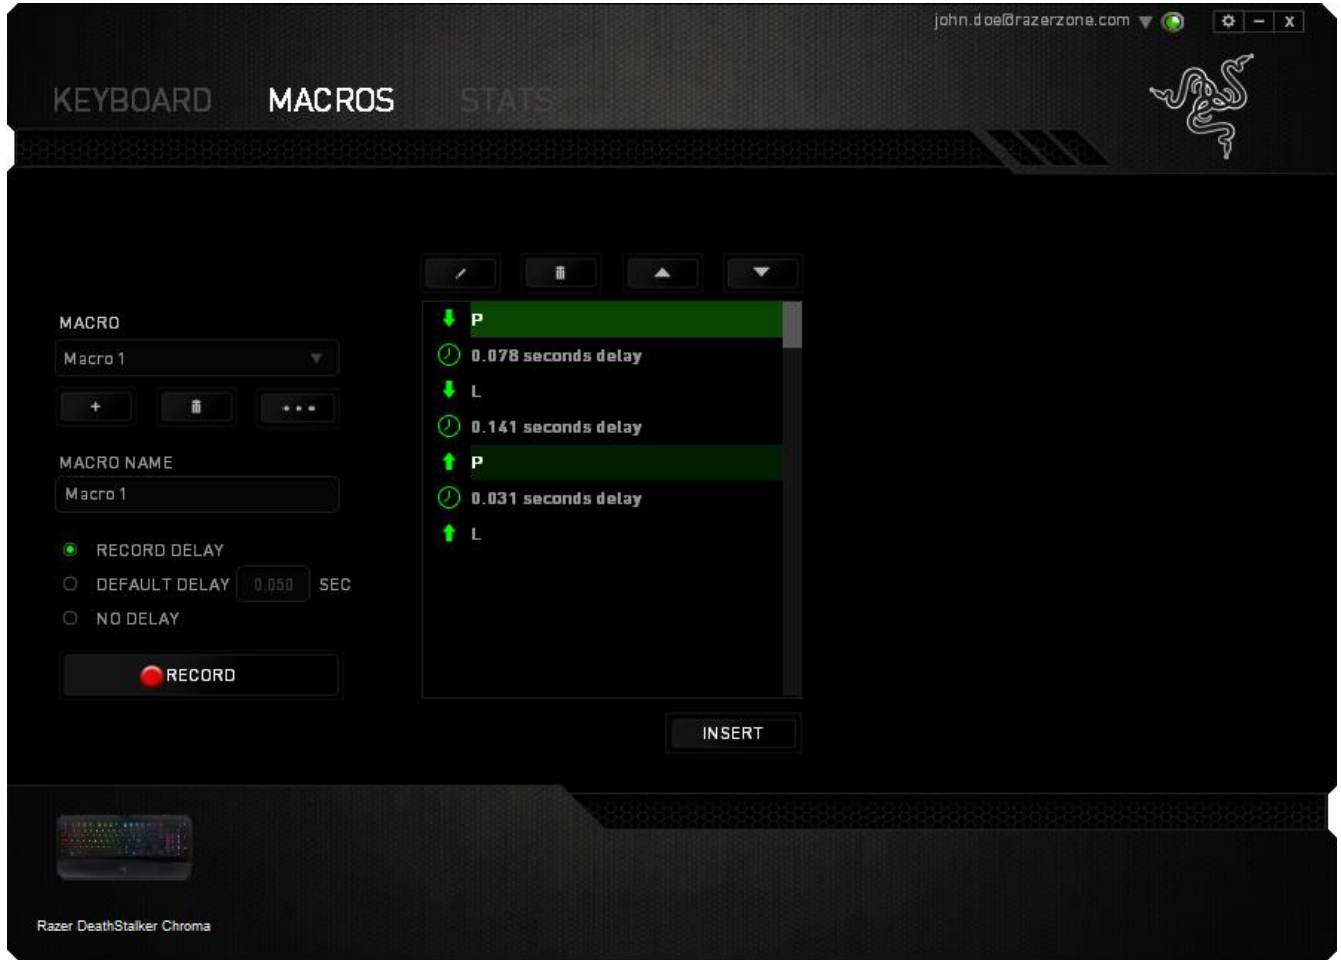 john.doe@razerzone.com
X
KEYBOARD MACROS STATS
MACRO
Macro 1
+
MACRO NAME
Macro 1
RECORD DELAY
DEFAULT DELAY 0.050 SEC
NO DELAY
RECORD
P
0.078 seconds delay
L
0.141 seconds delay
P
0.031 seconds delay
L
INSERT
Razer DeathStalker Chroma